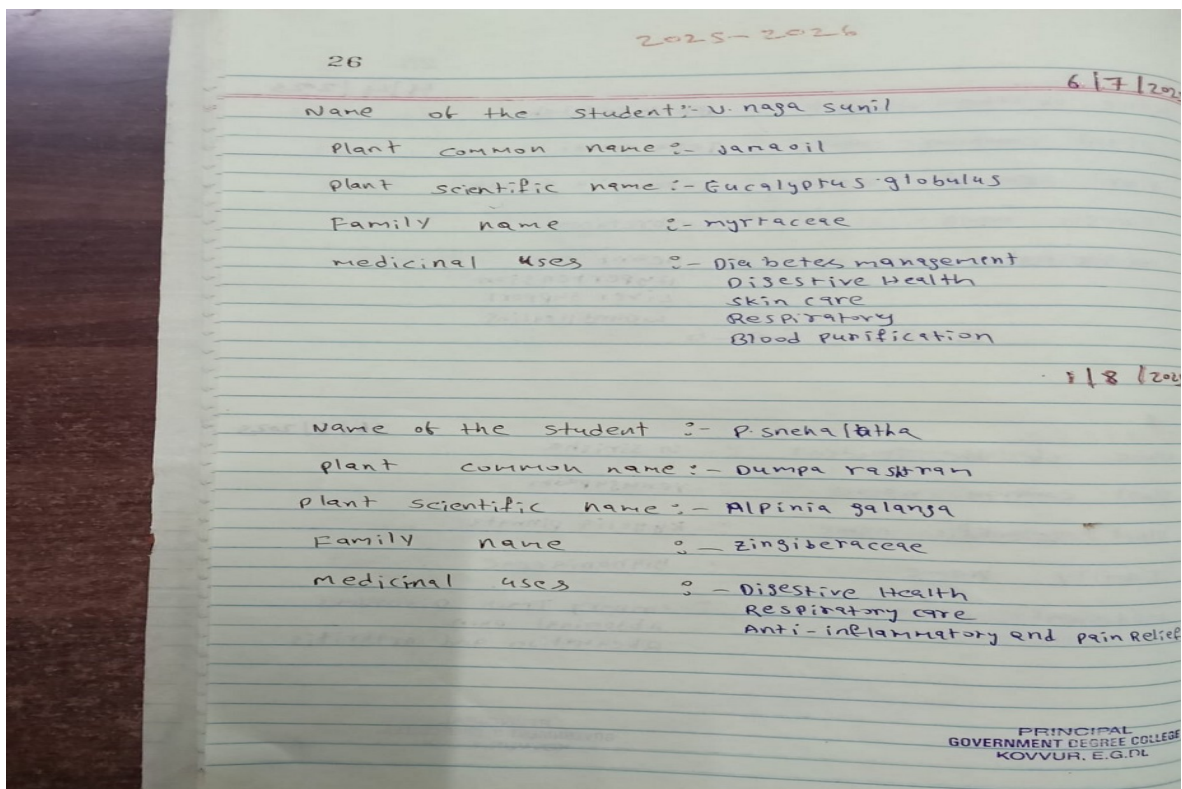 2025-2026
26
6/7/202
Name of the student:- V. naga sunil
Plant common name :- Janaoil
Plant scientific name :- Eucalyptus globulus
Family name :- myrtaceae
medicinal uses :- Diabetes management
Digestive Health
Skin care
Respiratory
Blood purification
/8/202
Name of the student :- P. snehalatha
Plant common name :- Dumpa
Plant scientific name :- Alpinia galanga
Family name :- Zingiberaceae
medicinal uses :- Digestive Health
Respiratory care
Anti-inflammatory and pain Relief
PRINCIPAL
GOVERNMENT DEGREE COLLEGE
KOVVUR. E.G.Dt.